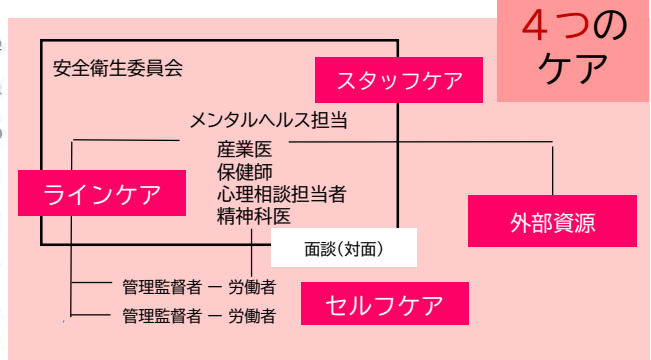 ４つの
ケア
安全衛生委員会
スタッフケア
メンタルヘルス担当
産業医
保健師
ラインケア
心理相談担当者
精神科医
外部資源
面談(対面)
管理監督者 ー 労働者
セルフケア
管理監督者 ー 労働者